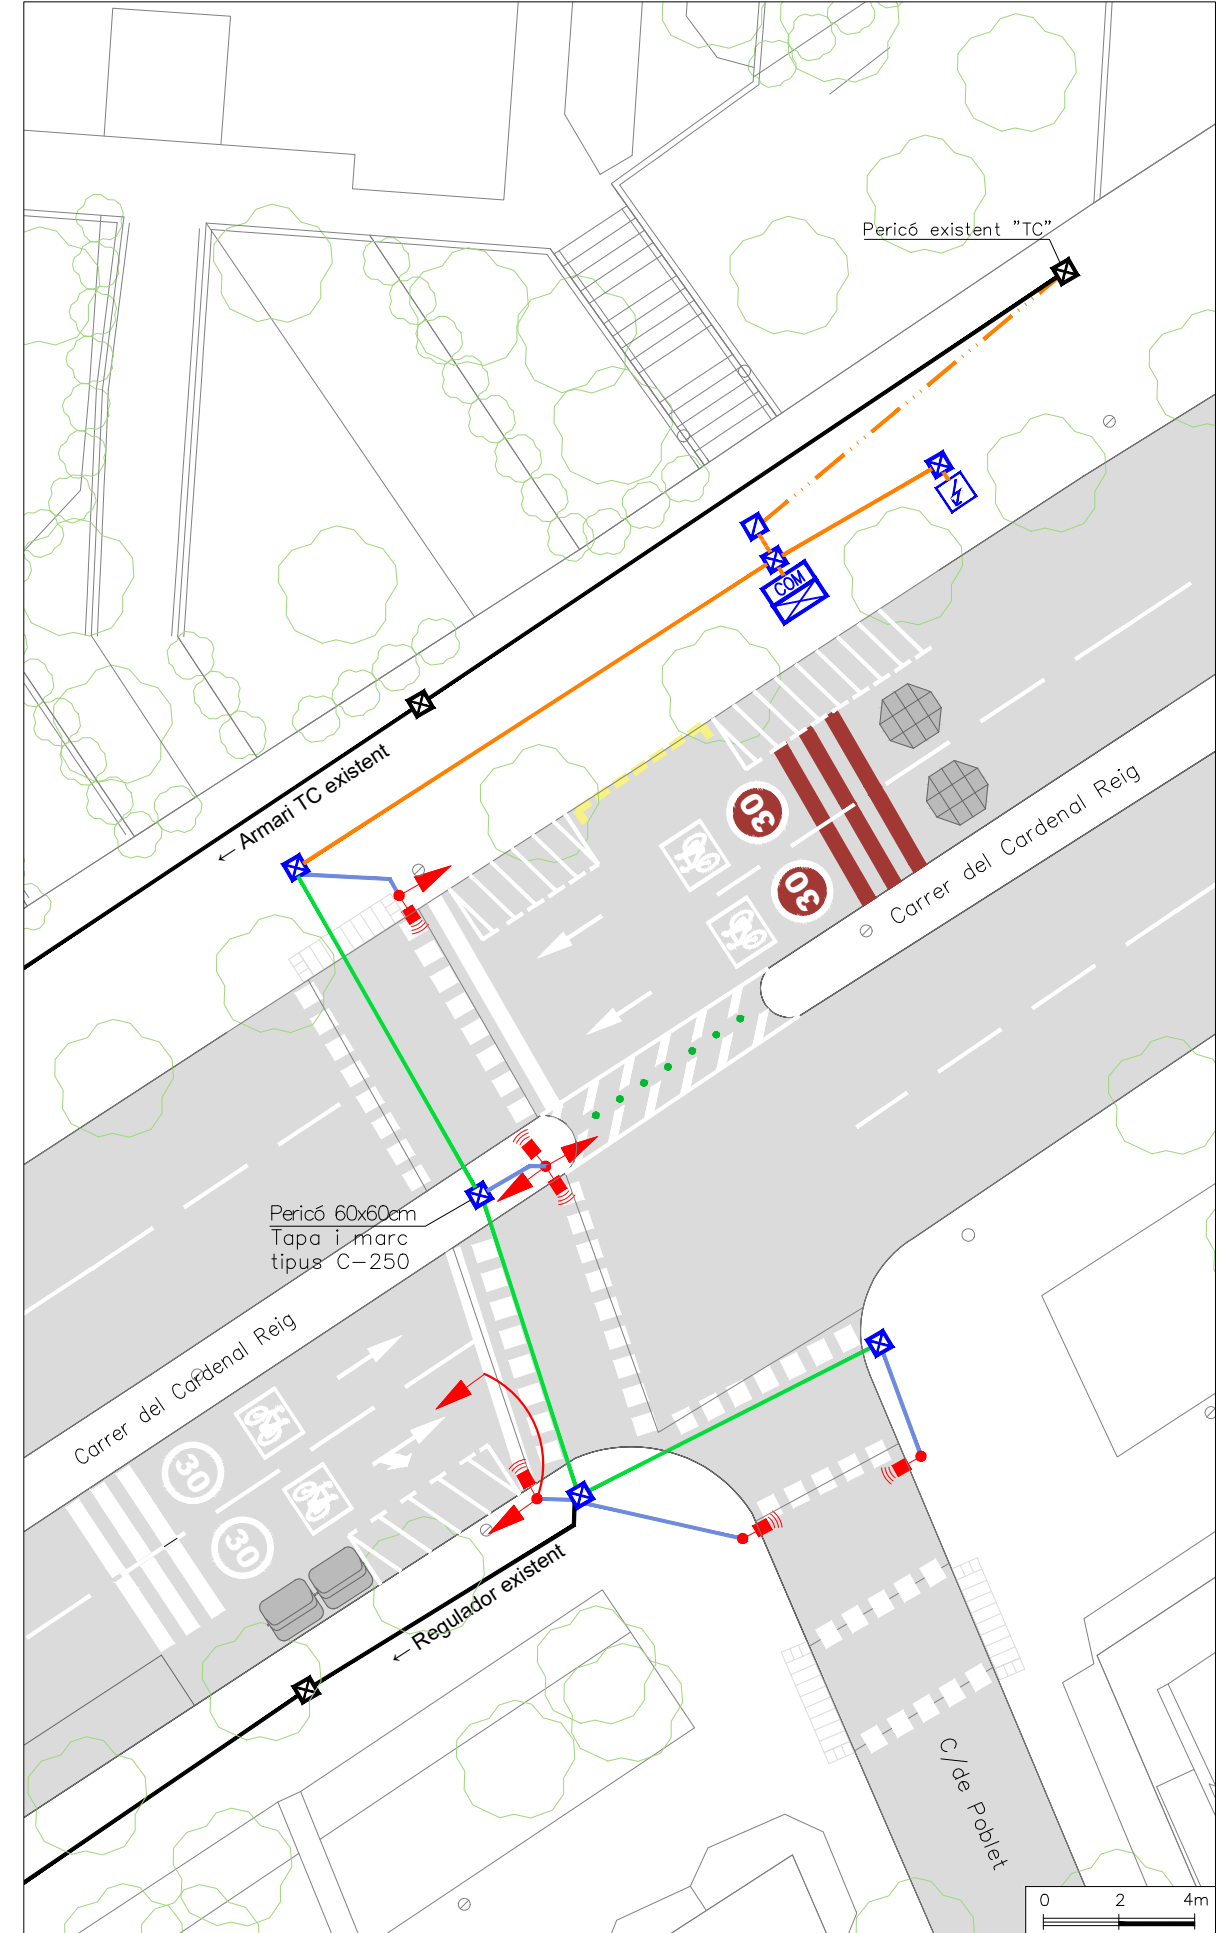 Pericó existent "TC"
COM
← Armari TC existent
30
30
Carrer del Cardenal Reig
Pericó 60x60cm
Tapa i marc
tipus C-250
Carrer del Cardenal Reig
30
30
← Regulador existent
C/de Poblet
0 2 4m